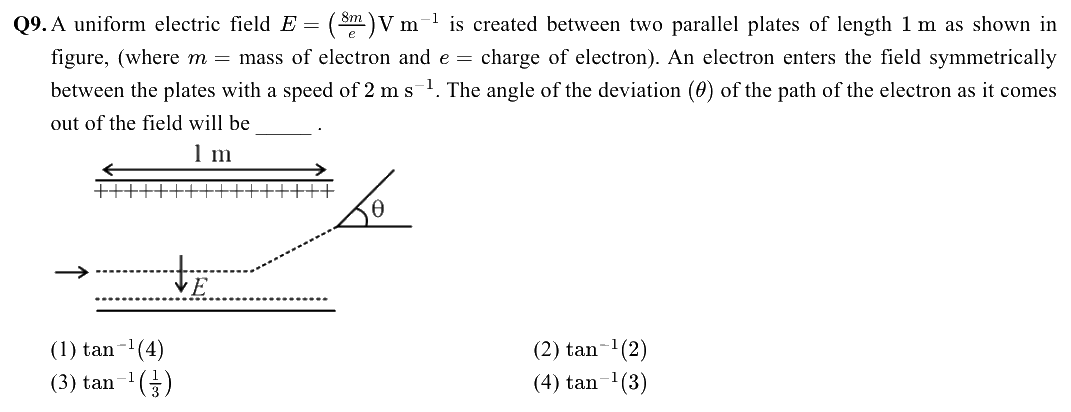 Q9. A uniform electric field E = (8m/e)V m⁻¹ is created between two parallel plates of length 1 m as shown in
figure, (where m = mass of electron and e = charge of electron). An electron enters the field symmetrically
between the plates with a speed of 2 m s⁻¹. The angle of the deviation (θ) of the path of the electron as it comes
out of the field will be _____ .
1 m
++++++++++++++++
θ
E
(1) tan⁻¹(4) (2) tan⁻¹(2)
(3) tan⁻¹(1/3) (4) tan⁻¹(3)